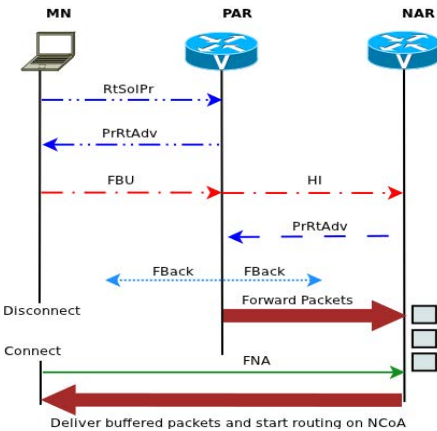 MN PAR NAR
RtSolPr
PrRtAdv
FBU HI
PrRtAdv
FBack FBack
Forward Packets
Disconnect
Connect
FNA
Deliver buffered packets and start routing on NCoA